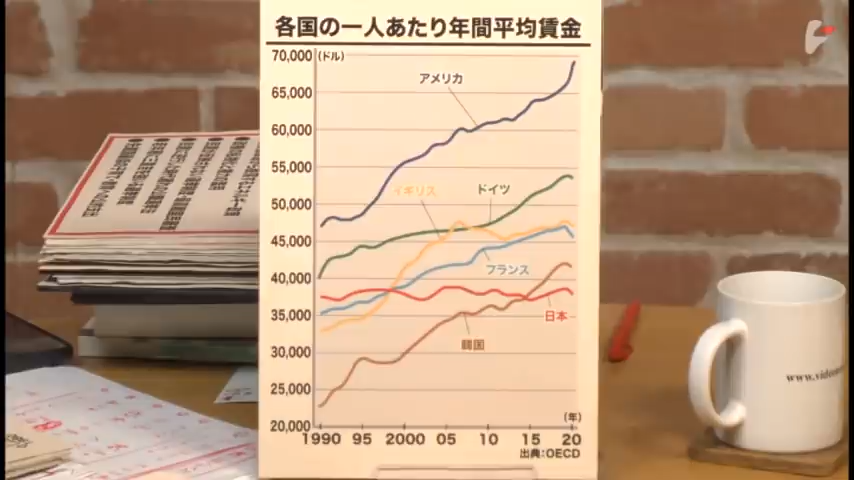 各国の一人あたり年間平均賃金
70,000 (ドル)
65,000
60,000
55,000
50,000
45,000
40,000
35,000
30,000
25,000
20,000
アメリカ
イギリス
ドイツ
フランス
日本
韓国
(年)
1990 95 2000 05 10 15 20
出典:OECD